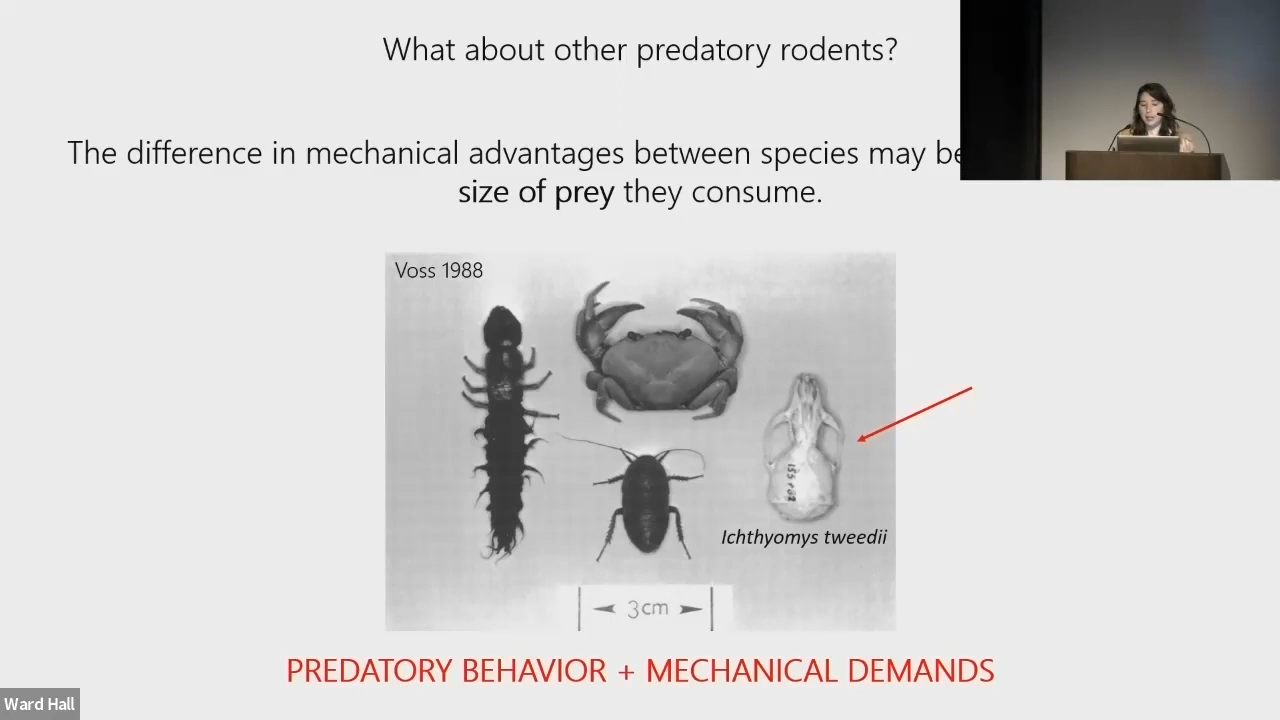 What about other predatory rodents?
The difference in mechanical advantages between species may be
size of prey they consume.
Voss 1988
155782
Ichthyomys tweedii
3cm
PREDATORY BEHAVIOR + MECHANICAL DEMANDS
Ward Hall